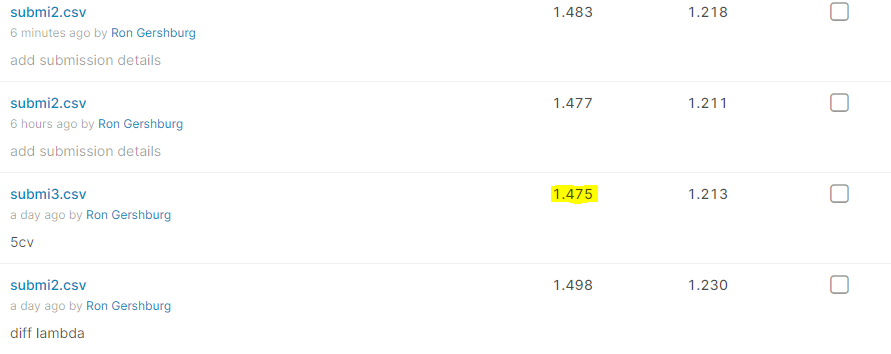 submi2.csv 1.483 1.218
6 minutes ago by Ron Gershburg
add submission details
submi2.csv 1.477 1.211
6 hours ago by Ron Gershburg
add submission details
submi3.csv 1.475 1.213
a day ago by Ron Gershburg
5cv
submi2.csv 1.498 1.230
a day ago by Ron Gershburg
diff lambda